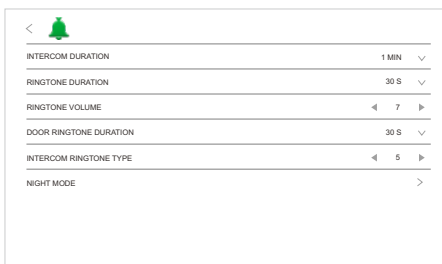 INTERCOM DURATION 1 MIN
RINGTONE DURATION 30 S
RINGTONE VOLUME 7
DOOR RINGTONE DURATION 30 S
INTERCOM RINGTONE TYPE 5
NIGHT MODE